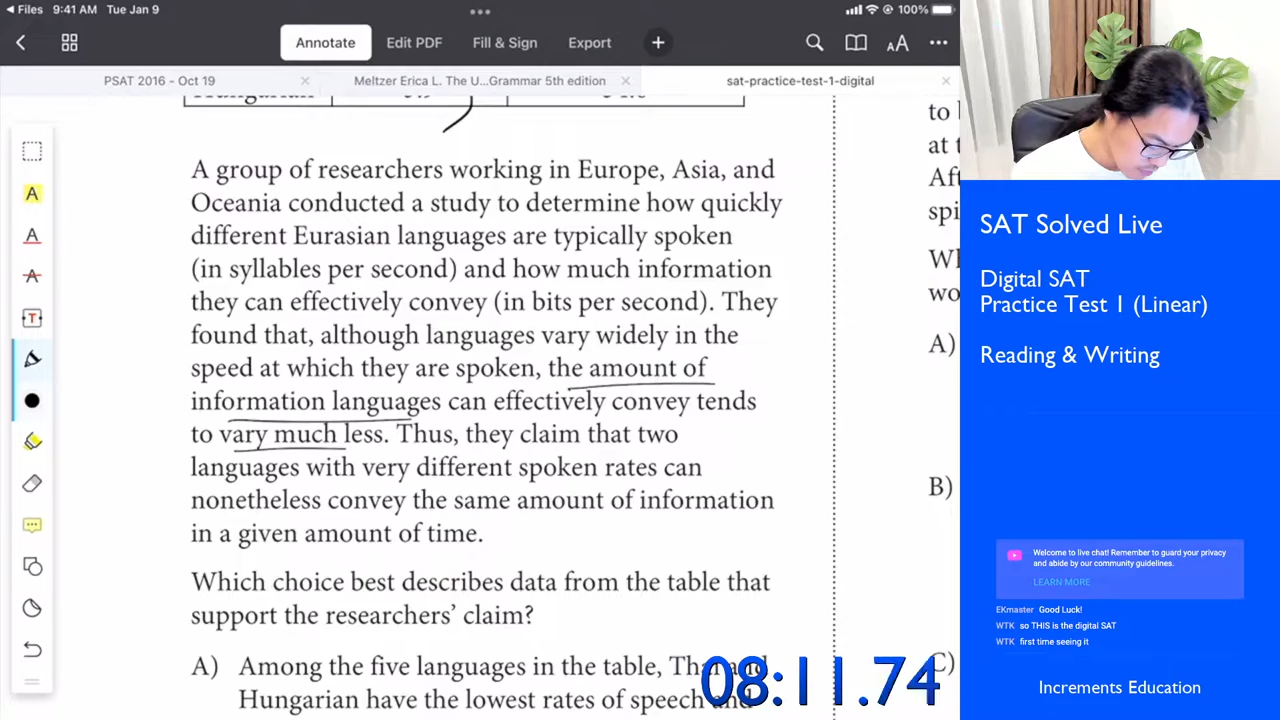 Files 9:41 AM Tue Jan 9
100%
Annotate Edit PDF Fill & Sign Export
AA
PSAT 2016 - Oct 19
Meltzer Erica L. The U...Grammar 5th edition
sat-practice-test-1-digital
Hungarian
A group of researchers working in Europe, Asia, and
Oceania conducted a study to determine how quickly
different Eurasian languages are typically spoken
(in syllables per second) and how much information
they can effectively convey (in bits per second). They
found that, although languages vary widely in the
speed at which they are spoken, the amount of
information languages can effectively convey tends
to vary much less. Thus, they claim that two
languages with very different spoken rates can
nonetheless convey the same amount of information
in a given amount of time.
Which choice best describes data from the table that
support the researchers’ claim?
A) Among the five languages in the table, Thai and
Hungarian have the lowest rates of speech and
08:11.74
at t
Aft
spi
A)
B)
C)
A
A
A
T
SAT Solved Live
Digital SAT
Practice Test 1 (Linear)
Reading & Writing
Welcome to live chat! Remember to guard your privacy
and abide by our community guidelines.
LEARN MORE
EKmaster Good Luck!
WTK so THIS is the digital SAT
WTK first time seeing it
Increments Education